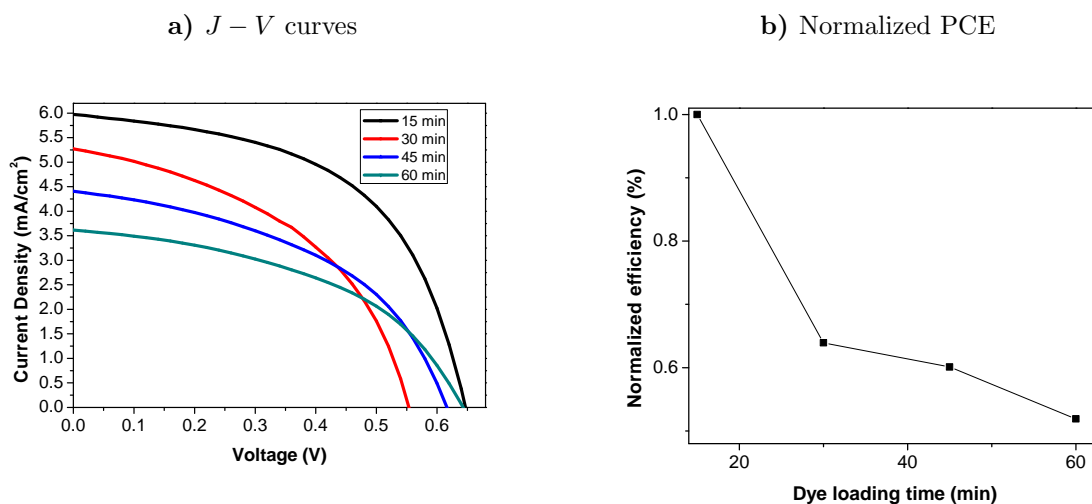 a) J − V curves
6.0
5.5
5.0
4.5
4.0
3.5
3.0
2.5
2.0
1.5
1.0
0.5
0.0
Current Density (mA/cm²)
15 min
30 min
45 min
60 min
0.0 0.1 0.2 0.3 0.4 0.5 0.6
Voltage (V)
b) Normalized PCE
1.0
0.8
0.6
Normalized efficiency (%)
20 40 60
Dye loading time (min)